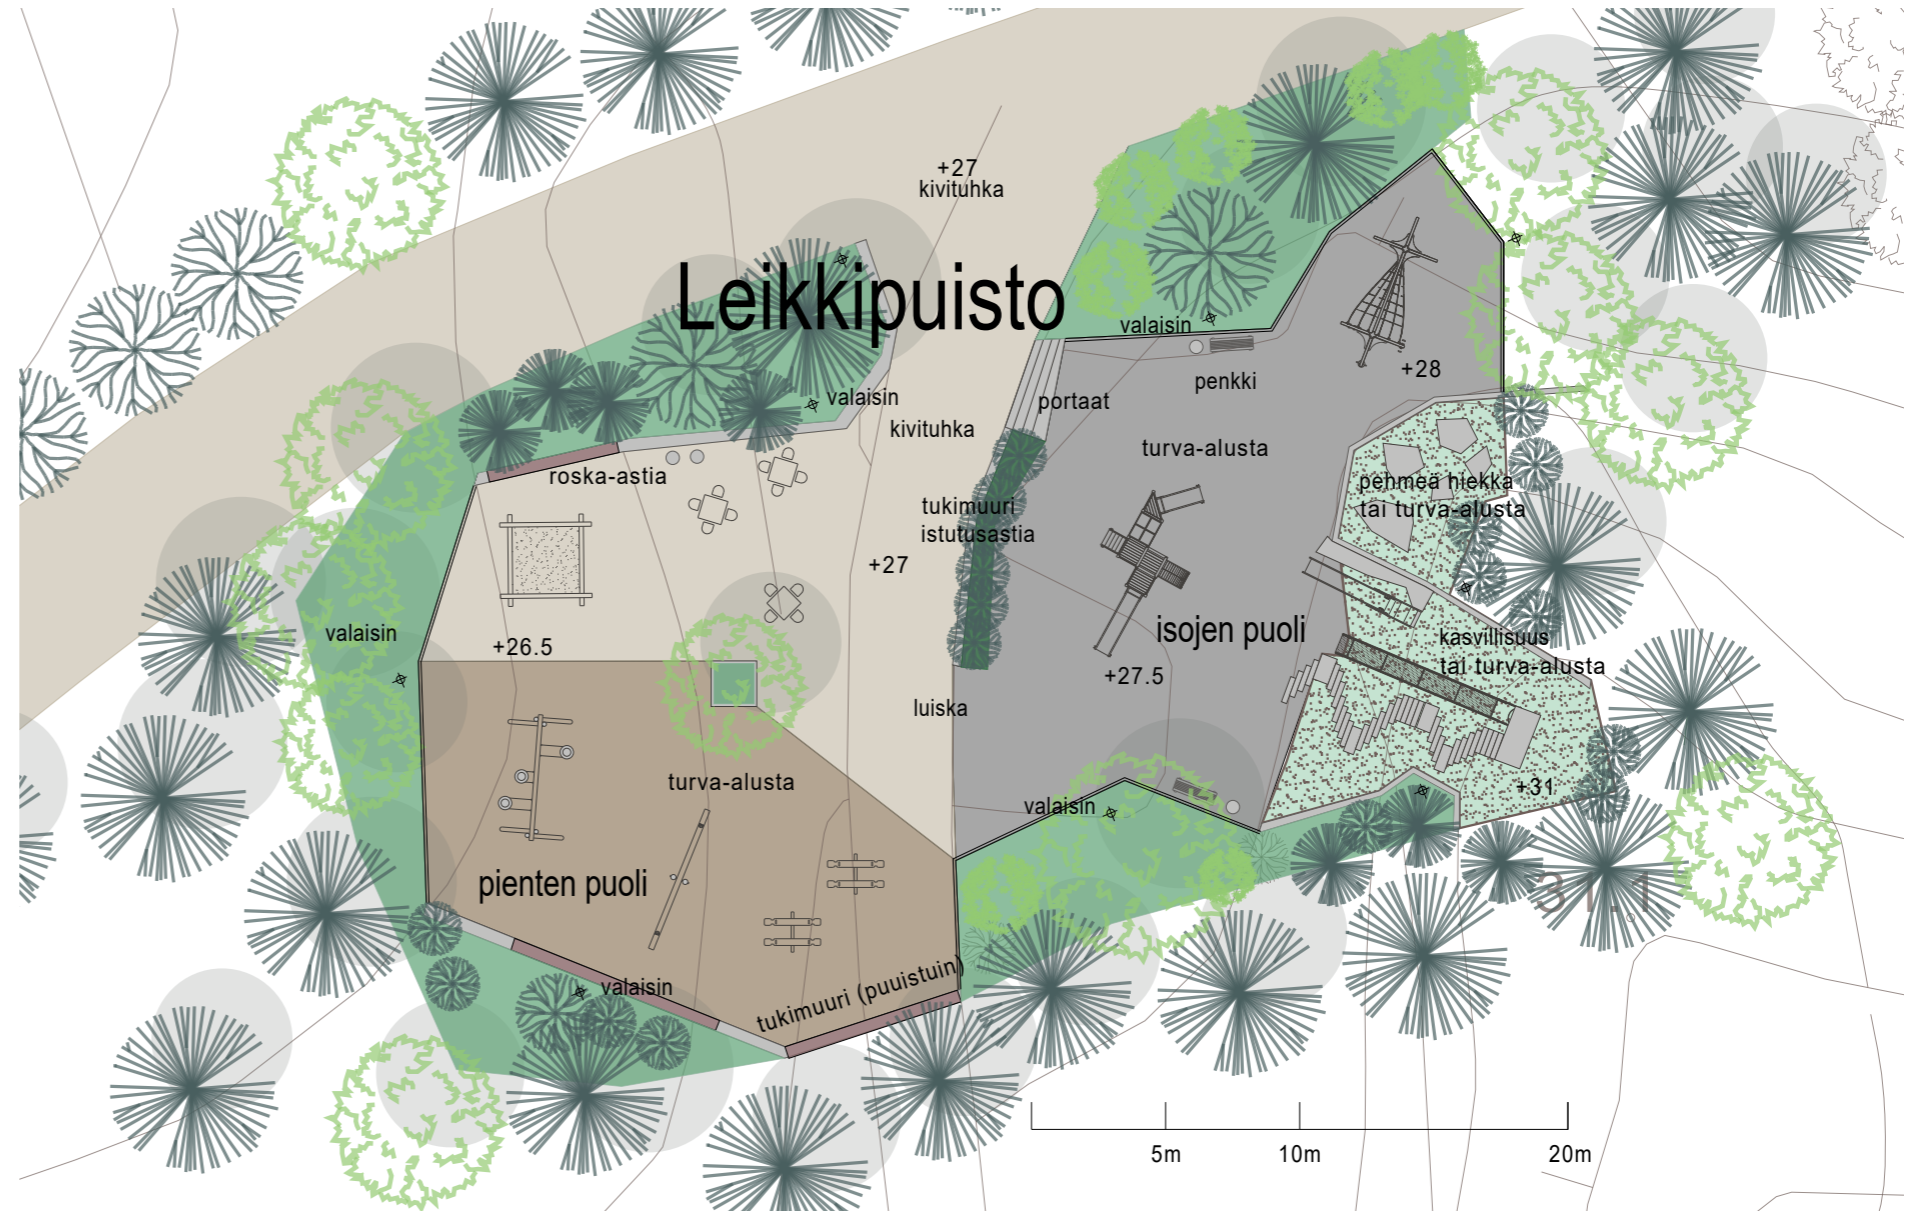 +27
kivituhka
Leikkipuisto
valaisin
penkki
+28
valaisin
portaat
kivituhka
turva-alusta
roska-astia
pehmeä hiekka
tai turva-alusta
tukimuuri
istutusastia
+27
valaisin
isojen puoli
kasvillisuus
tai turva-alusta
+26.5
+27.5
luiska
turva-alusta
+31
valaisin
pienten puoli
31.1
valaisin
tukimuuri (puuistuin)
5m
10m
20m